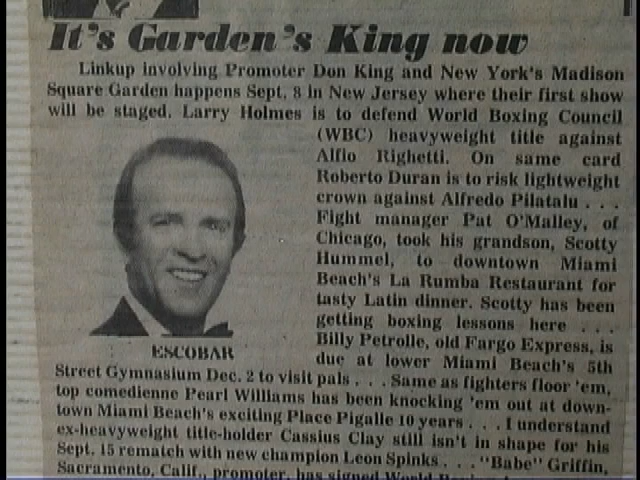 It's Garden's King now
Linkup involving Promoter Don King and New York's Madison
Square Garden happens Sept. 8 in New Jersey where their first show
will be staged. Larry Holmes is to defend World Boxing Council
(WBC) heavyweight title against
Alfio Righetti. On same card
Roberto Duran is to risk lightweight
crown against Alfredo Pilatalu . . .
Fight manager Pat O'Malley, of
Chicago, took his grandson, Scotty
Hummel, to downtown Miami
Beach's La Rumba Restaurant for
tasty Latin dinner. Scotty has been
getting boxing lessons here . . .
Billy Petrolle, old Fargo Express, is
due at lower Miami Beach's 5th
ESCOBAR
Street Gymnasium Dec. 2 to visit pals . . . Same as fighters floor 'em,
top comedienne Pearl Williams has been knocking 'em out at down-
town Miami Beach's exciting Place Pigalle 10 years . . . I understand
ex-heavyweight title-holder Cassius Clay still isn't in shape for his
Sept. 15 rematch with new champion Leon Spinks . . . "Babe" Griffin,
Sacramento, Calif., promoter, has signed World